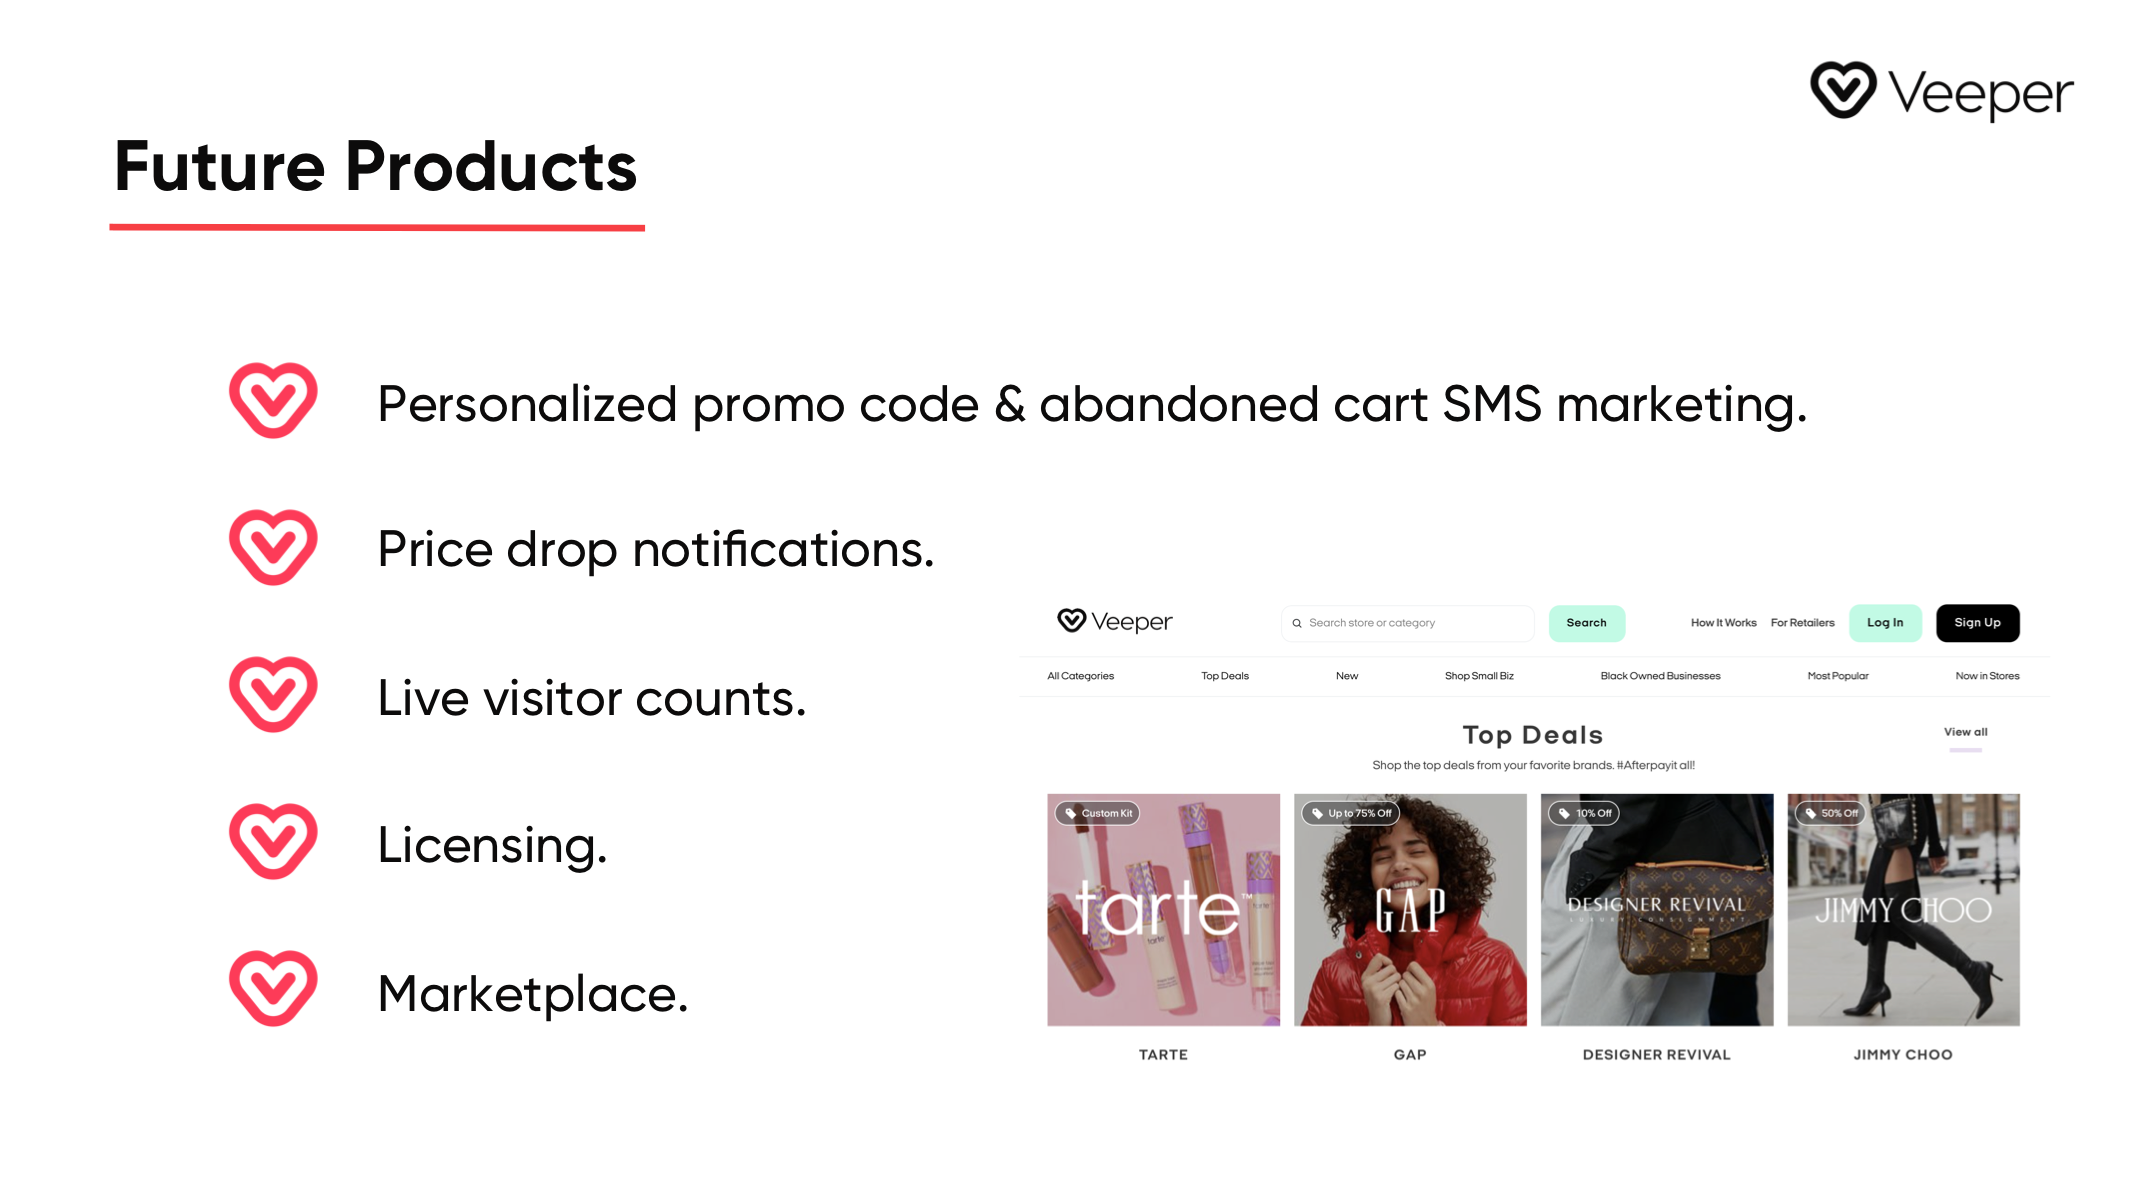 Veeper
Future Products
Personalized promo code & abandoned cart SMS marketing.
Price drop notifications.
Live visitor counts.
Licensing.
Marketplace.
Veeper
Search store or category
Search
How It Works
For Retailers
Log In
Sign Up
All Categories
Top Deals
New
Shop Small Biz
Black Owned Businesses
Most Popular
Now in Stores
Top Deals
View all
Shop the top deals from your favorite brands. #Afterpayit all!
Custom Kit
tarte™
TARTE
Up to 75% Off
GAP
GAP
10% Off
DESIGNER REVIVAL
LUXURY CONSIGNMENT
DESIGNER REVIVAL
50% Off
JIMMY CHOO
JIMMY CHOO